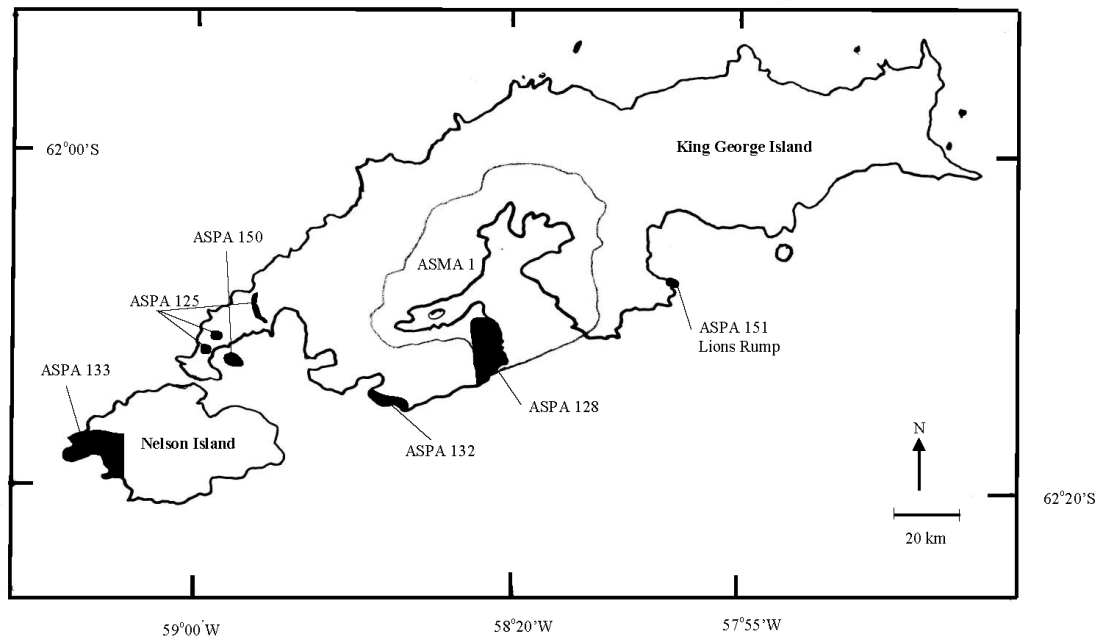 62°00'S
King George Island
ASPA 150
ASMA 1
ASPA 125
ASPA 151
Lions Rump
ASPA 133
ASPA 128
Nelson Island
ASPA 132
N
62°20'S
20 km
59°00'W
58°20'W
57°55'W